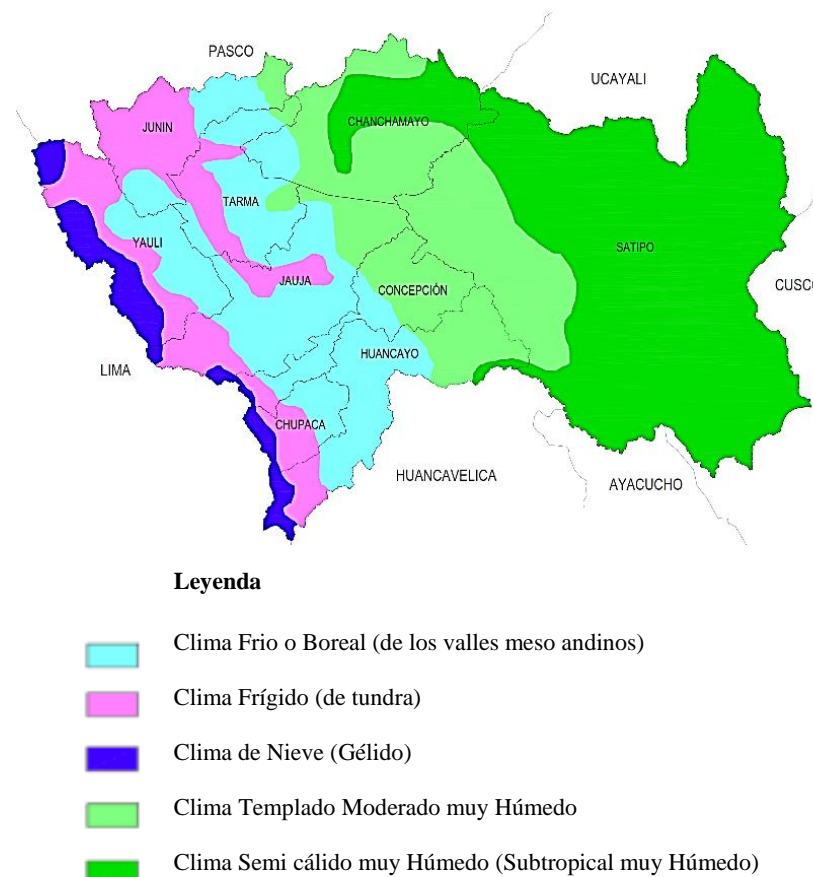 PASCO
UCAYALI
JUNIN
CHANCHAMAYO
TARMA
YAULI
SATIPO
JAUJA
CONCEPCIÓN
CUSCO
HUANCAYO
LIMA
CHUPACA
HUANCAVELICA
AYACUCHO
Leyenda
Clima Frio o Boreal (de los valles meso andinos)
Clima Frígido (de tundra)
Clima de Nieve (Gélido)
Clima Templado Moderado muy Húmedo
Clima Semi cálido muy Húmedo (Subtropical muy Húmedo)